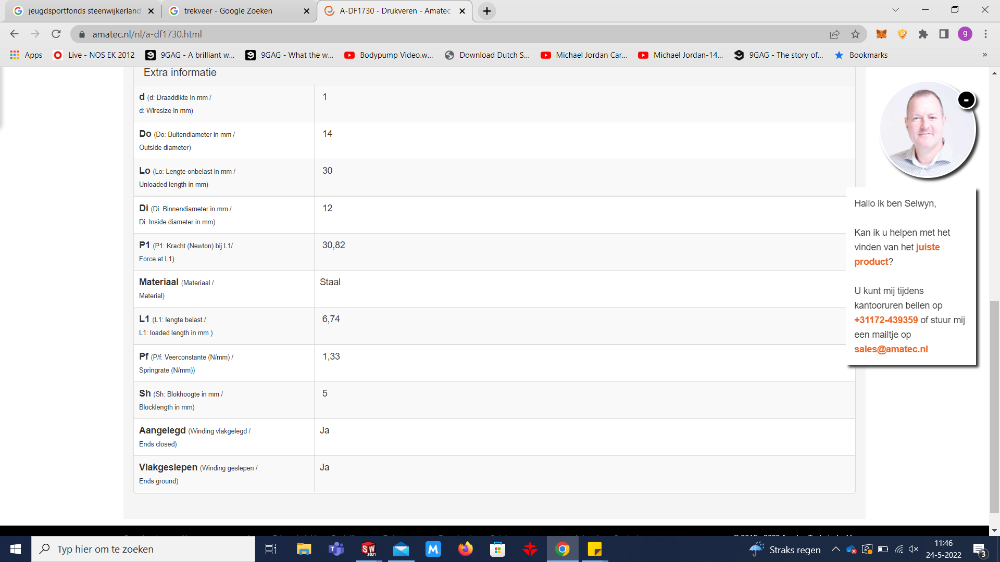 jeugdsportfonds steenwijkerland
trekveer - Google Zoeken
A-DF1730 - Drukveren - Amatec
amatec.nl/nl/a-df1730.html
g
Apps
Live - NOS EK 2012
9GAG - A brilliant w...
9GAG - What the w...
Bodypump Video.w...
Download Dutch S...
Michael Jordan Car...
Michael Jordan-14...
9GAG - The story of...
Bookmarks
»
Extra informatie
d (d: Draaddikte in mm /
d: Wiresize in mm)
1
Do (Do: Buitendiameter in mm /
Outside diameter)
14
Lo (Lo: Lengte onbelast in mm /
Unloaded length in mm)
30
Di (Di: Binnendiameter in mm /
Di: Inside diameter in mm)
12
P1 (P1: Kracht (Newton) bij L1/
Force at L1)
30,82
Materiaal (Materiaal /
Material)
Staal
L1 (L1: lengte belast /
L1: loaded length in mm )
6,74
Pf (P/f: Veerconstante (N/mm) /
Springrate (N/mm))
1,33
Sh (Sh: Blokhoogte in mm /
Blocklength in mm)
5
Aangelegd (Winding vlakgelegd /
Ends closed)
Ja
Vlakgeslepen (Winding geslepen /
Ends ground)
Ja
-
Hallo ik ben Selwyn,
Kan ik u helpen met het
vinden van het juiste
product?
U kunt mij tijdens
kantooruren bellen op
+31172-439359 of stuur mij
een mailtje op
sales@amatec.nl
Typ hier om te zoeken
SW
2021
M
Straks regen
11:46
24-5-2022
3